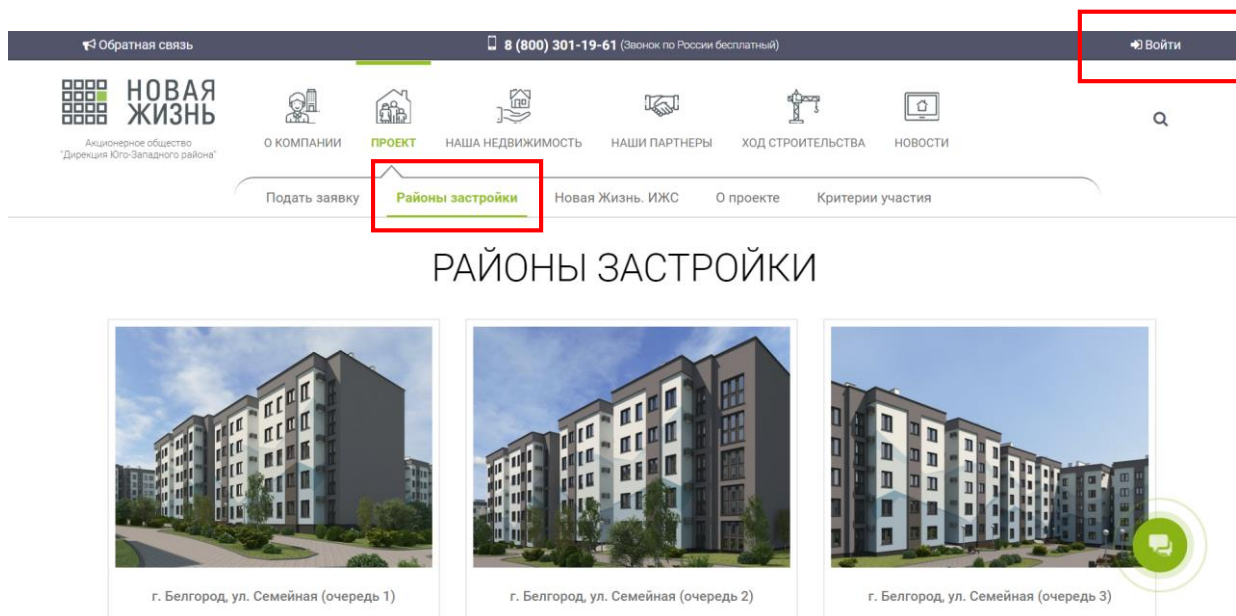 Обратная связь
8 (800) 301-19-61 (Звонок по России бесплатный)
Войти
НОВАЯ
ЖИЗНЬ
Акционерное общество
"Дирекция Юго-Западного района"
О КОМПАНИИ
ПРОЕКТ
НАША НЕДВИЖИМОСТЬ
НАШИ ПАРТНЕРЫ
ХОД СТРОИТЕЛЬСТВА
НОВОСТИ
Подать заявку
Районы застройки
Новая Жизнь. ИЖС
О проекте
Критерии участия
РАЙОНЫ ЗАСТРОЙКИ
г. Белгород, ул. Семейная (очередь 1)
г. Белгород, ул. Семейная (очередь 2)
г. Белгород, ул. Семейная (очередь 3)